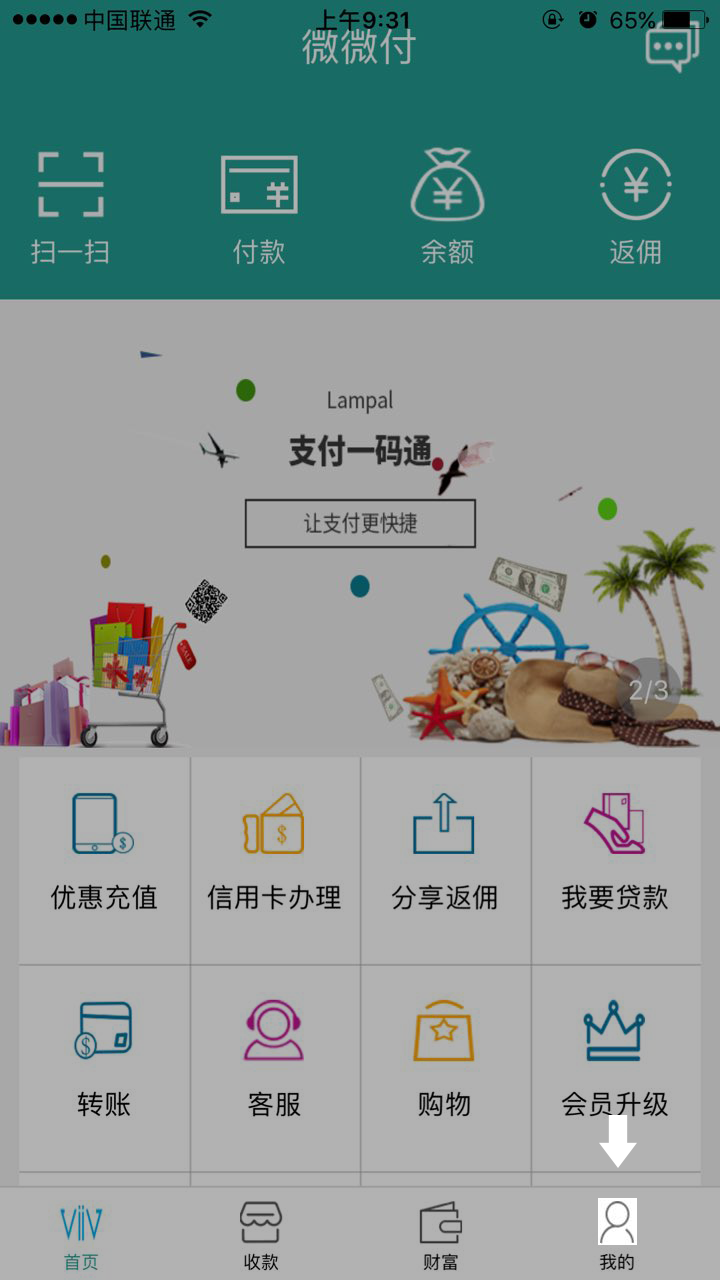 ●●●●● 中国联通 上午9:31 65%
微微付
扫一扫 付款 余额 返佣
Lampal
支付一码通
让支付更快捷
SALE
2/3
优惠充值 信用卡办理 分享返佣 我要贷款
转账 客服 购物 会员升级
首页 收款 财富 我的